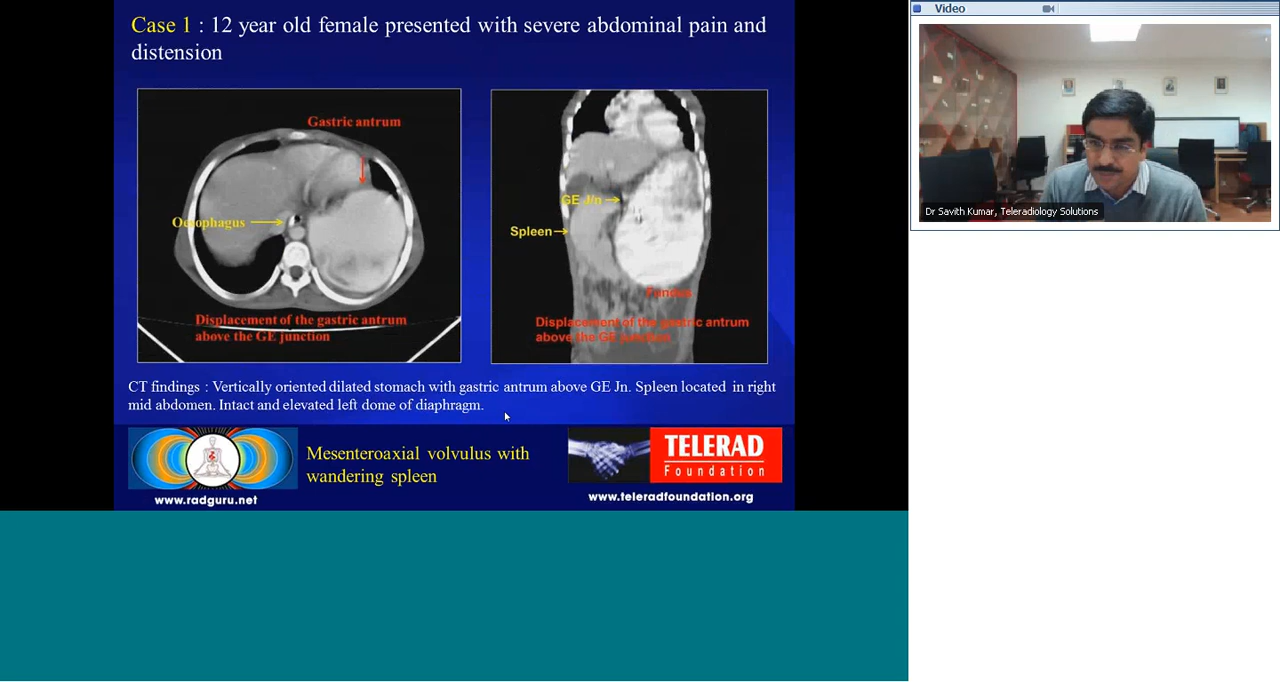 Case 1 : 12 year old female presented with severe abdominal pain and
distension
Gastric antrum
Oesophagus
Displacement of the gastric antrum
above the GE junction
GE J/n
Spleen
Fundus
Displacement of the gastric antrum
above the GE junction
CT findings : Vertically oriented dilated stomach with gastric antrum above GE Jn. Spleen located in right
mid abdomen. Intact and elevated left dome of diaphragm.
www.radguru.net
Mesenteroaxial volvulus with
wandering spleen
TELERAD
Foundation
www.teleradfoundation.org
Video
Dr Savith Kumar, Teleradiology Solutions